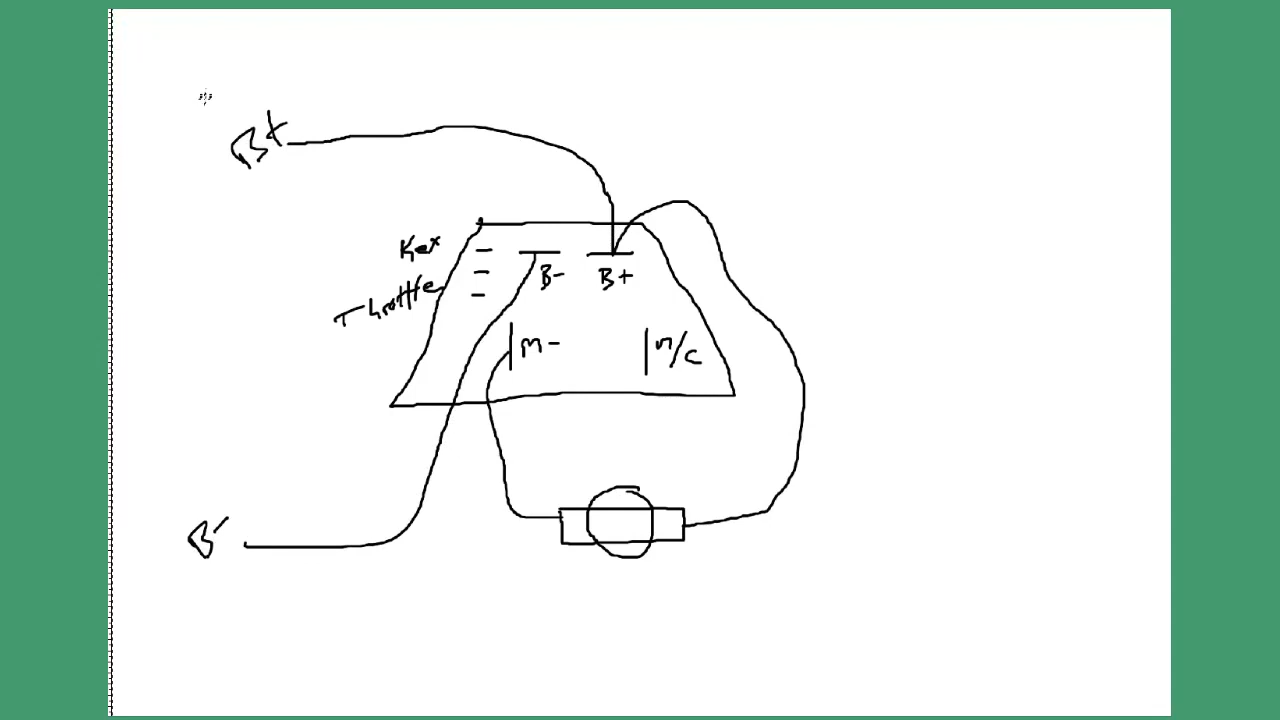 B+
Key
B-
B+
Throttle
M-
n/c
B-